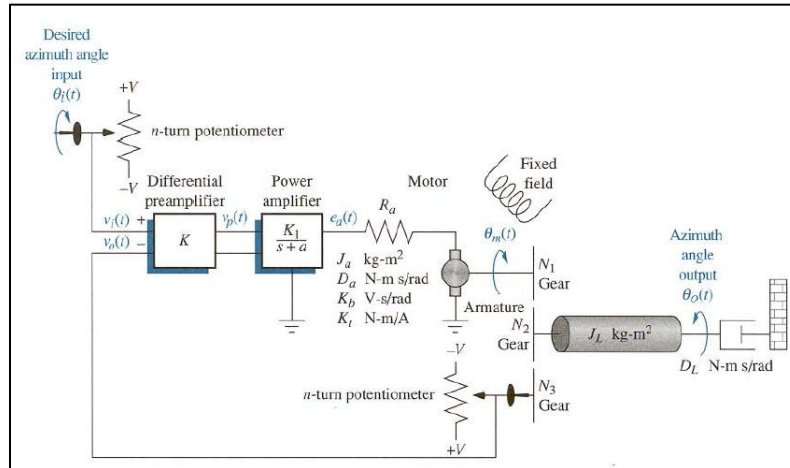 Desired
azimuth angle
input
θi(t)
+V
n-turn potentiometer
−V
Differential
preamplifier
Power
amplifier
Motor
Fixed
field
vi(t) +
vo(t) −
K
vp(t)
K1
s + a
ea(t)
Ra
Ja kg-m²
Da N-m s/rad
Kb V-s/rad
Kt N-m/A
Armature
θm(t)
N1
Gear
N2
Gear
JL kg-m²
Azimuth
angle
output
θo(t)
DL N-m s/rad
−V
n-turn potentiometer
+V
N3
Gear